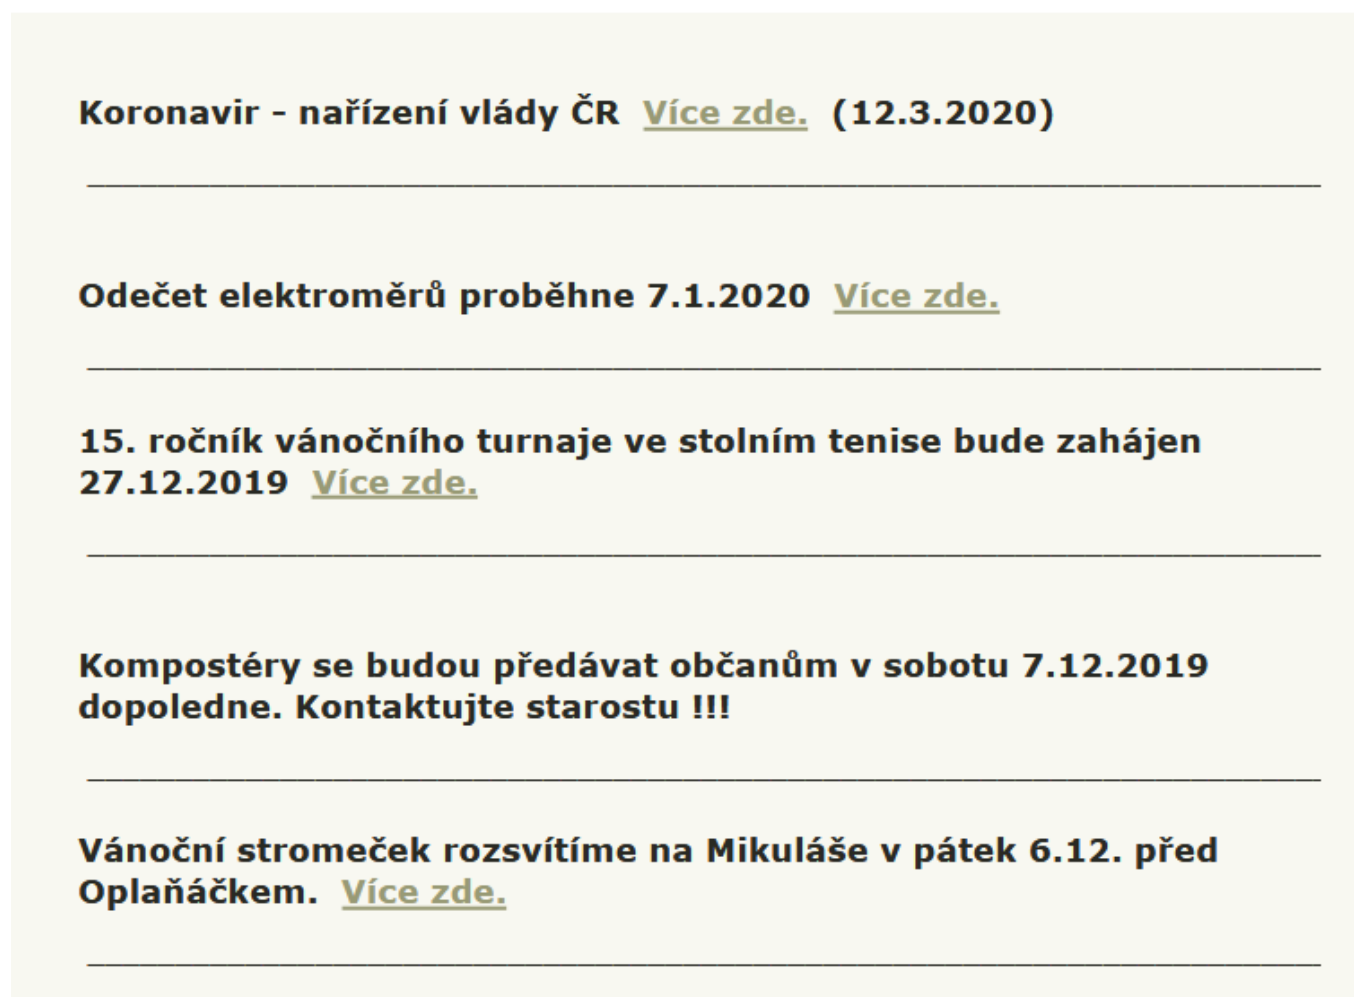 Koronavir - nařízení vlády ČR Více zde. (12.3.2020)
Odečet elektroměrů proběhne 7.1.2020 Více zde.
15. ročník vánočního turnaje ve stolním tenise bude zahájen
27.12.2019 Více zde.
Kompostéry se budou předávat občanům v sobotu 7.12.2019
dopoledne. Kontaktujte starostu !!!
Vánoční stromeček rozsvítíme na Mikuláše v pátek 6.12. před
Oplaňáčkem. Více zde.